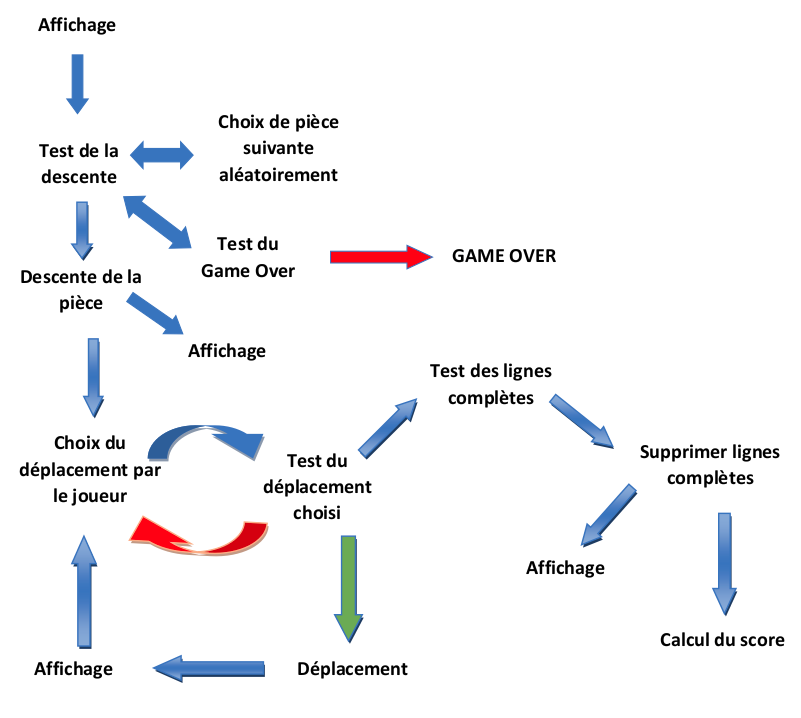 Affichage
Test de la
descente
Choix de pièce
suivante
aléatoirement
Test du
Game Over
GAME OVER
Descente de la
pièce
Affichage
Test des lignes
complètes
Choix du
déplacement par
le joueur
Test du
déplacement
choisi
Supprimer lignes
complètes
Affichage
Calcul du score
Affichage
Déplacement